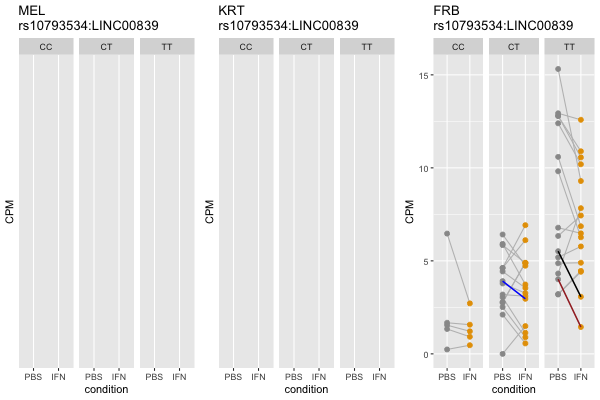 MEL
rs10793534:LINC00839
CC CT TT
CPM
PBS IFN PBS IFN PBS IFN
condition
KRT
rs10793534:LINC00839
CC CT TT
CPM
PBS IFN PBS IFN PBS IFN
condition
FRB
rs10793534:LINC00839
CC CT TT
15
10
5
0
CPM
PBS IFN PBS IFN PBS IFN
condition